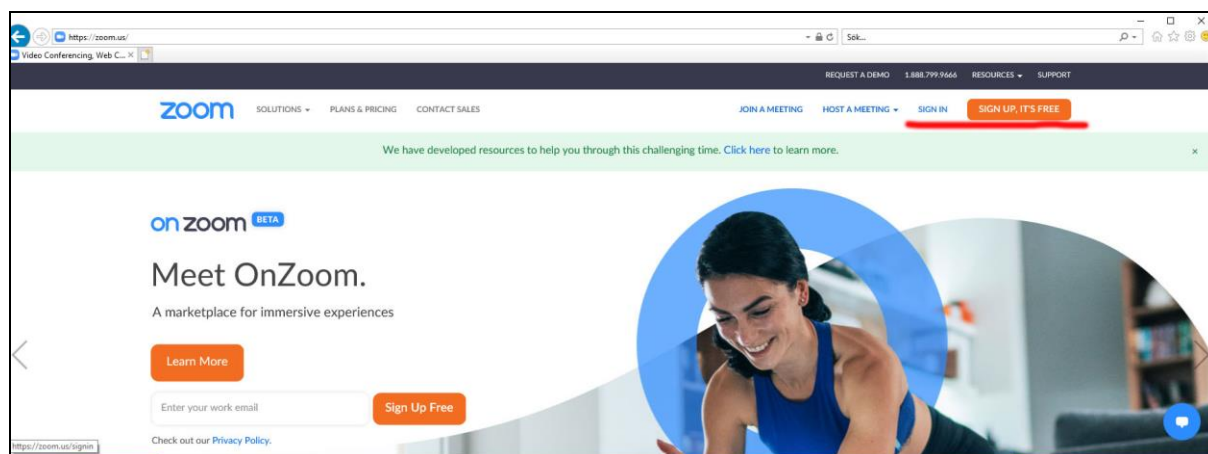 https://zoom.us/
Sök...
Video Conferencing, Web C...
REQUEST A DEMO 1.888.799.9666 RESOURCES SUPPORT
zoom SOLUTIONS PLANS & PRICING CONTACT SALES JOIN A MEETING HOST A MEETING SIGN IN SIGN UP, IT'S FREE
We have developed resources to help you through this challenging time. Click here to learn more.
on zoom BETA
Meet OnZoom.
A marketplace for immersive experiences
Learn More
Enter your work email Sign Up Free
Check out our Privacy Policy.
https://zoom.us/signin